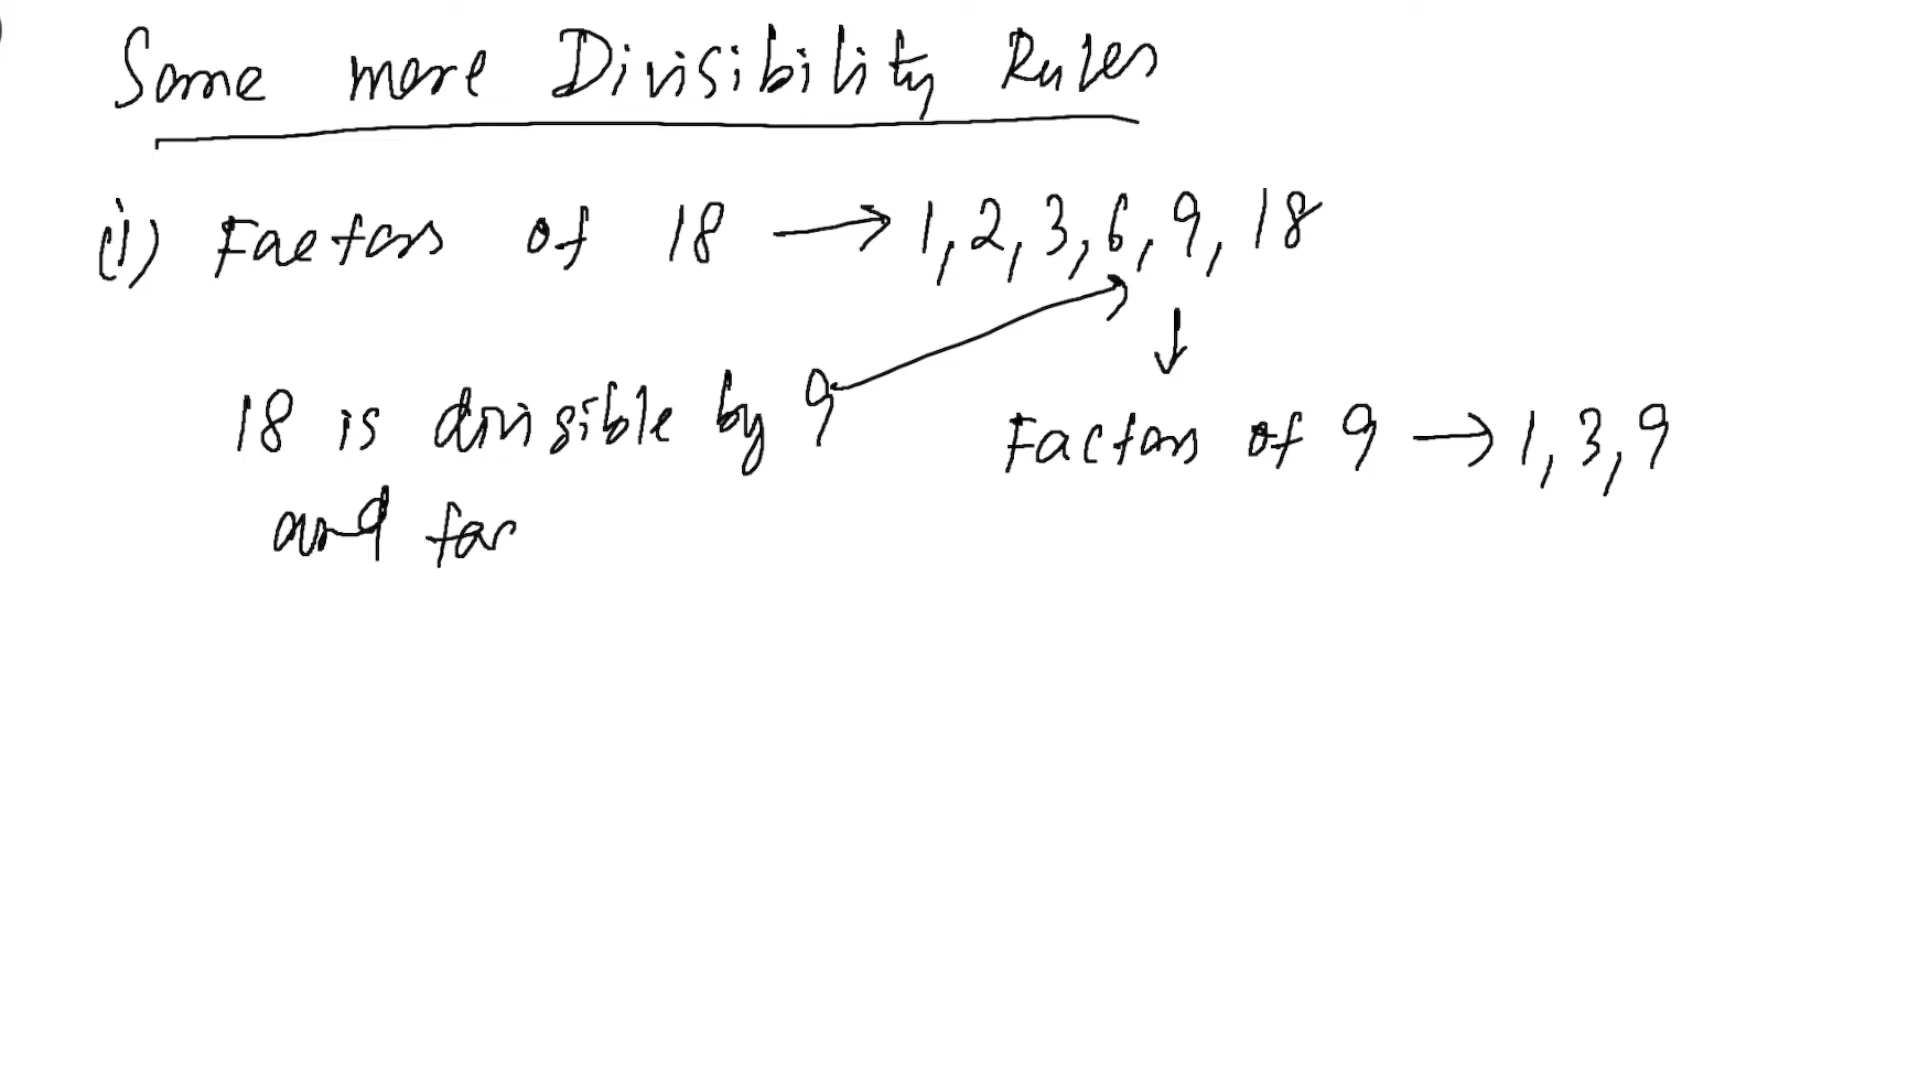 Some more Divisibility Rules
(i) Factors of 18 → 1, 2, 3, 6, 9, 18
↓
18 is divisible by 9
Factors of 9 → 1, 3, 9
and fac